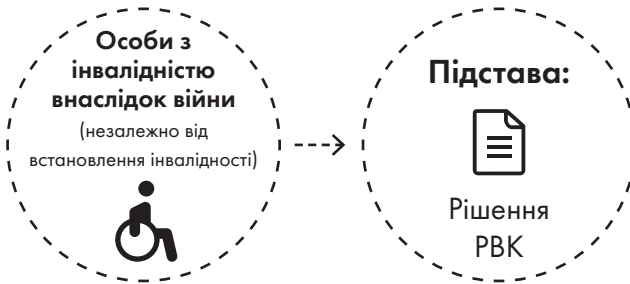 Особи з
інвалідністю
внаслідок війни
(незалежно від
встановлення інвалідності)
Підстава:
Рішення
РВК